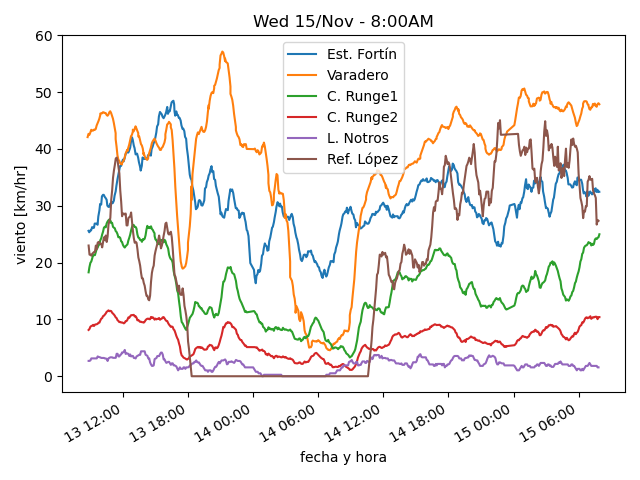 Wed 15/Nov - 8:00AM
60
50
40
30
20
10
0
viento [km/hr]
Est. Fortín
Varadero
C. Runge1
C. Runge2
L. Notros
Ref. López
13 12:00
13 18:00
14 00:00
14 06:00
14 12:00
14 18:00
15 00:00
15 06:00
fecha y hora